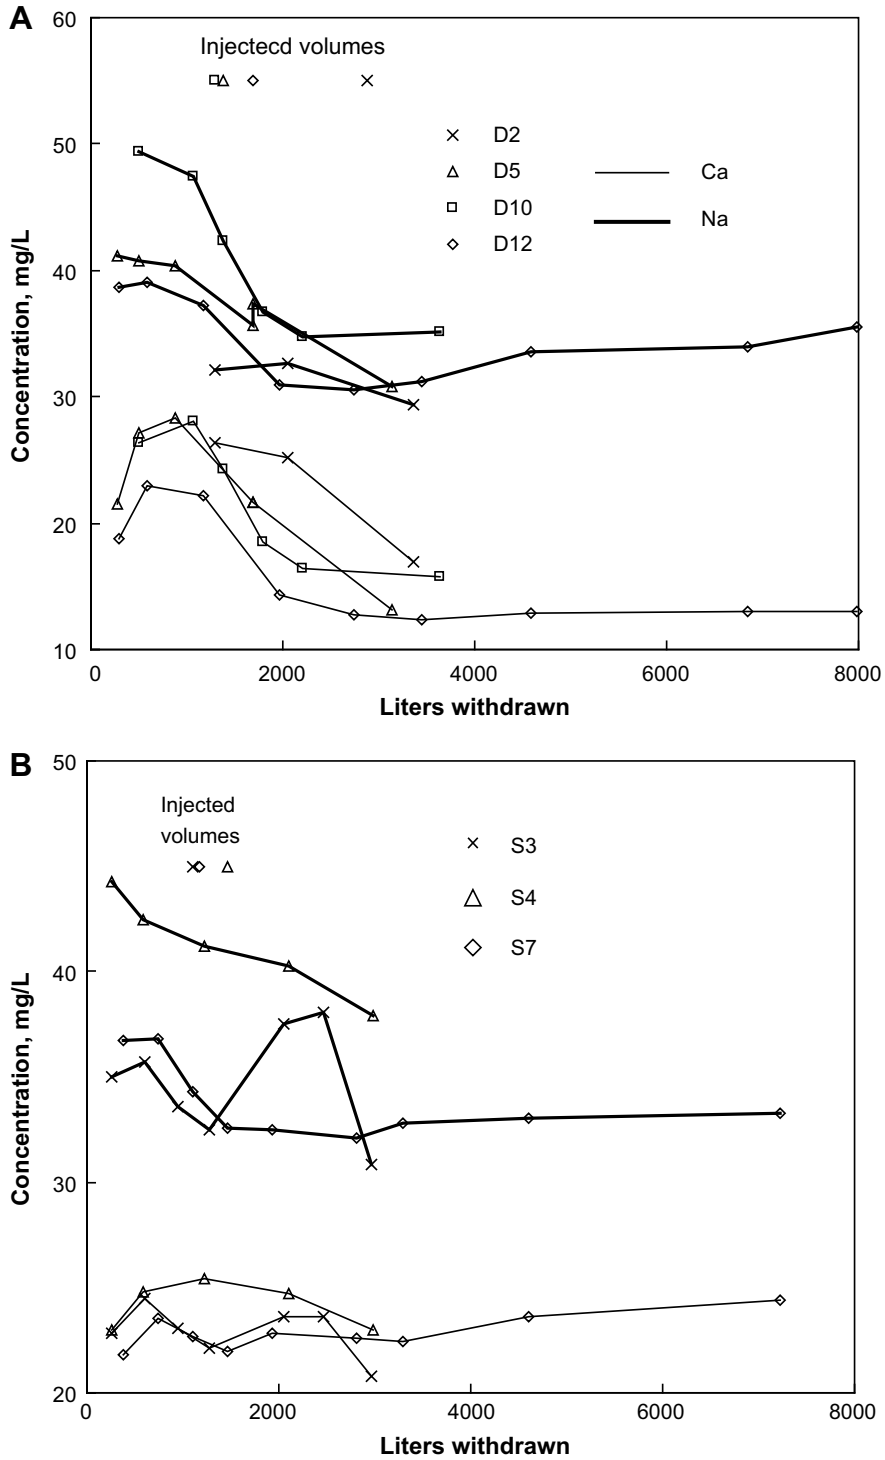 A
60
Injectecd volumes
D2
50
D5
Ca
D10
Na
D12
40
Concentration, mg/L
30
20
10
0 2000 4000 6000 8000
Liters withdrawn
B
50
Injected
volumes
S3
S4
S7
40
Concentration, mg/L
30
20
0 2000 4000 6000 8000
Liters withdrawn